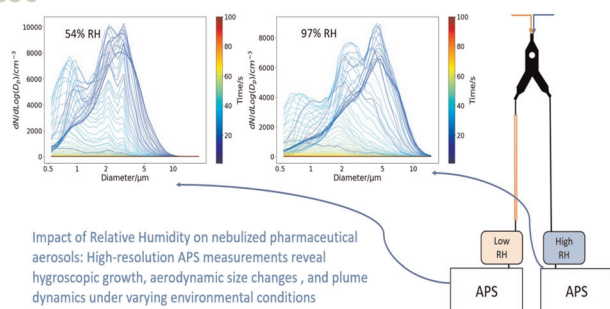 54% RH
10000
8000
6000
4000
2000
0
dN/dLog(Dp)/cm⁻³
0.5 1 2 5 10
Diameter/μm
100
80
60
40
20
Time/s
97% RH
8000
6000
4000
2000
0
dN/dLog(Dp)/cm⁻³
0.5 1 2 5 10
Diameter/μm
100
80
60
40
20
Time/s
Impact of Relative Humidity on nebulized pharmaceutical
aerosols: High-resolution APS measurements reveal
hygroscopic growth, aerodynamic size changes , and plume
dynamics under varying environmental conditions
Low
RH
High
RH
APS
APS